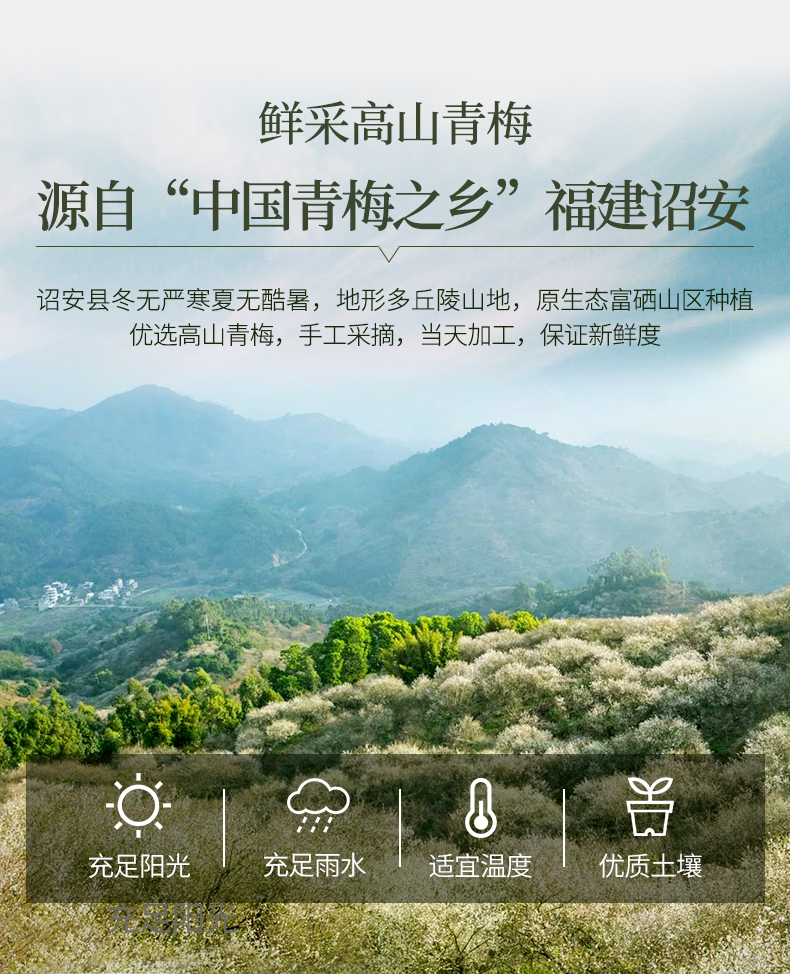 鲜采高山青梅
源自“中国青梅之乡”福建诏安
诏安县冬无严寒夏无酷暑，地形多丘陵山地，原生态富硒山区种植
优选高山青梅，手工采摘，当天加工，保证新鲜度
充足阳光 充足雨水 适宜温度 优质土壤
充足阳光